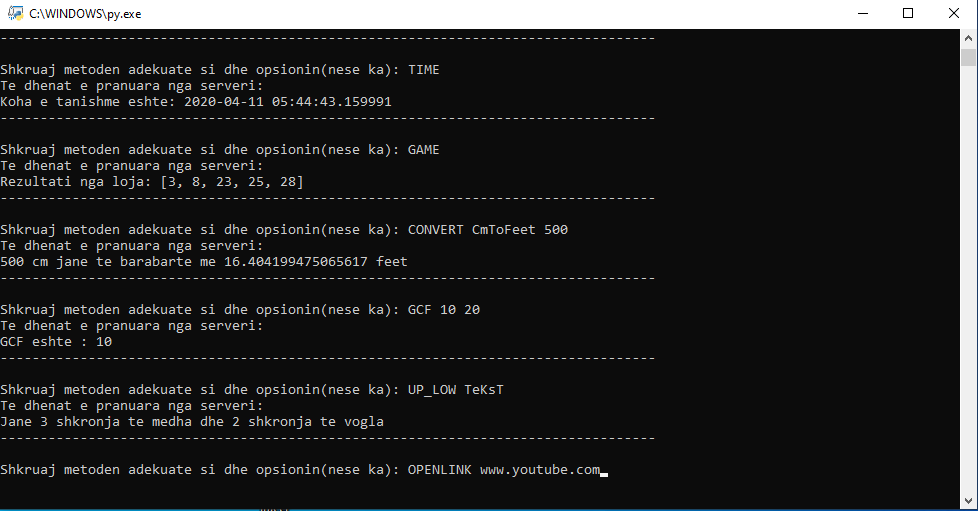 C:\WINDOWS\py.exe
----------------------------------------------------------------------------------
Shkruaj metoden adekuate si dhe opsionin(nese ka): TIME
Te dhenat e pranuara nga serveri:
Koha e tanishme eshte: 2020-04-11 05:44:43.159991
----------------------------------------------------------------------------------
Shkruaj metoden adekuate si dhe opsionin(nese ka): GAME
Te dhenat e pranuara nga serveri:
Rezultati nga loja: [3, 8, 23, 25, 28]
----------------------------------------------------------------------------------
Shkruaj metoden adekuate si dhe opsionin(nese ka): CONVERT CmToFeet 500
Te dhenat e pranuara nga serveri:
500 cm jane te barabarte me 16.404199475065617 feet
----------------------------------------------------------------------------------
Shkruaj metoden adekuate si dhe opsionin(nese ka): GCF 10 20
Te dhenat e pranuara nga serveri:
GCF eshte : 10
----------------------------------------------------------------------------------
Shkruaj metoden adekuate si dhe opsionin(nese ka): UP_LOW TeKsT
Te dhenat e pranuara nga serveri:
Jane 3 shkronja te medha dhe 2 shkronja te vogla
----------------------------------------------------------------------------------
Shkruaj metoden adekuate si dhe opsionin(nese ka): OPENLINK www.youtube.com